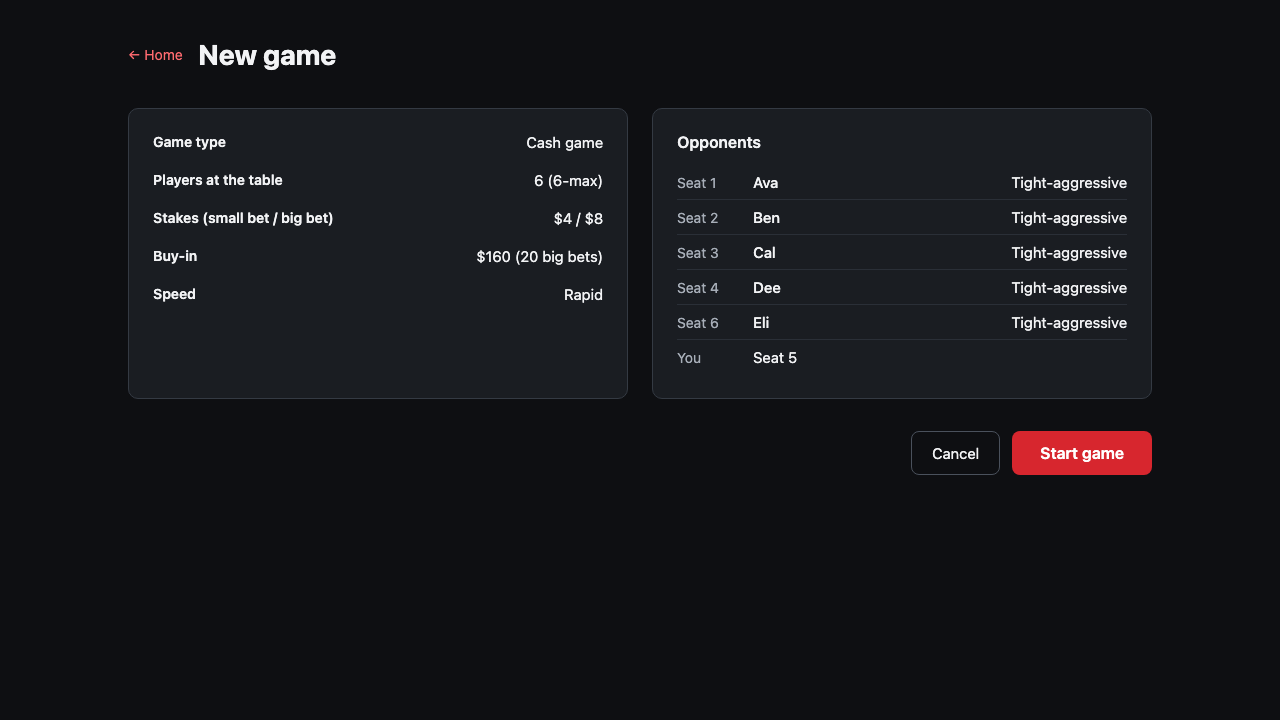 ← Home New game
Game type Cash game
Players at the table 6 (6-max)
Stakes (small bet / big bet) $4 / $8
Buy-in $160 (20 big bets)
Speed Rapid
Opponents
Seat 1 Ava Tight-aggressive
Seat 2 Ben Tight-aggressive
Seat 3 Cal Tight-aggressive
Seat 4 Dee Tight-aggressive
Seat 6 Eli Tight-aggressive
You Seat 5
Cancel Start game